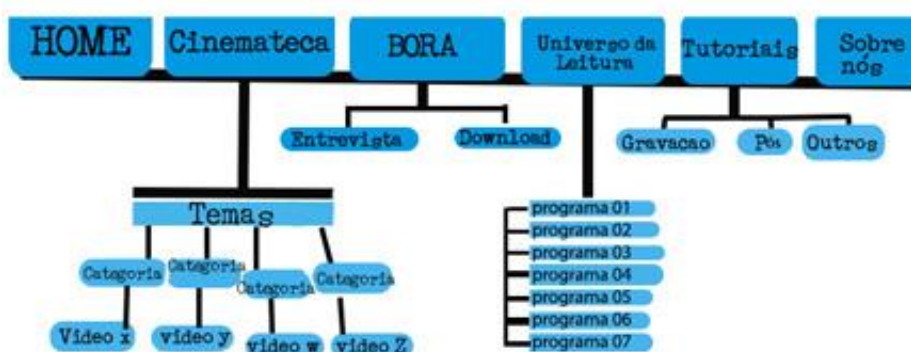 HOME
Cinemateca
BORA
Universo da
Leitura
Tutoriais
Sobre
nós
Entrevista
Download
Gravacao
Pós
Outros
Temas
Categoria
Categoria
Categoria
Categoria
Video x
video y
video w
video Z
programa 01
programa 02
programa 03
programa 04
programa 05
programa 06
programa 07